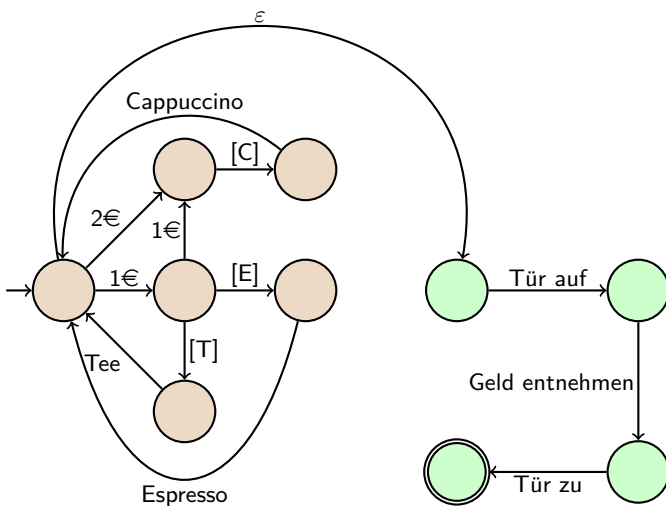 ε
Cappuccino
[C]
2€
1€
1€
[E]
Tür auf
[T]
Tee
Geld entnehmen
Tür zu
Espresso